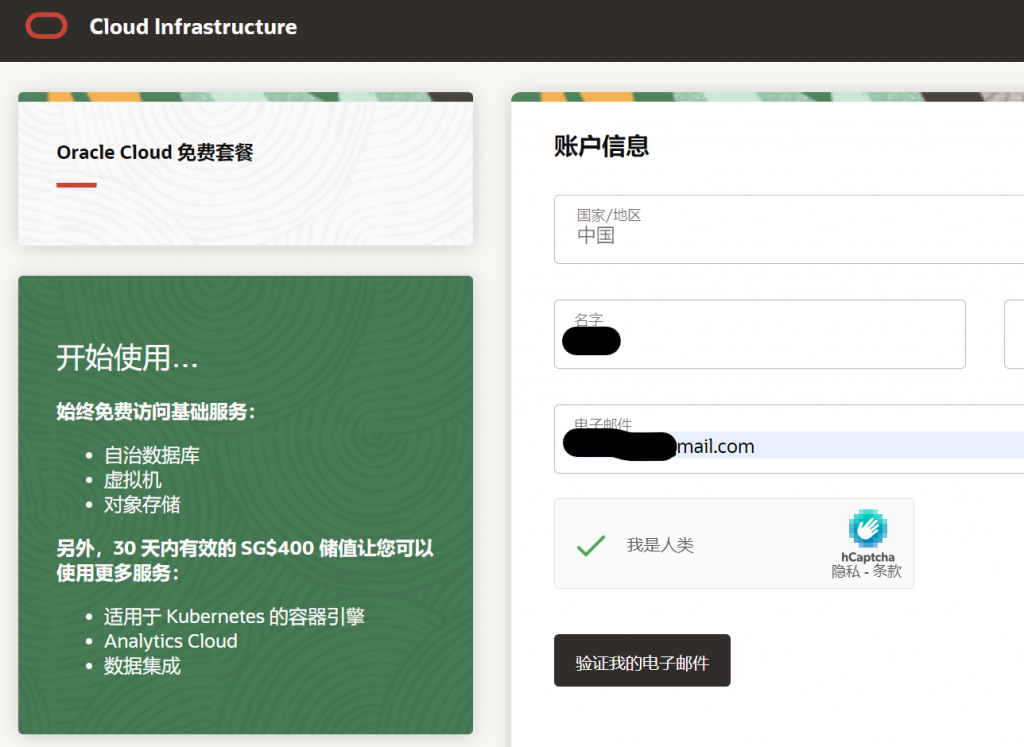 Cloud Infrastructure
Oracle Cloud 免费套餐
开始使用...
始终免费访问基础服务：
自治数据库
虚拟机
对象存储
另外，30 天内有效的 SG$400 储值让您可以
使用更多服务：
适用于 Kubernetes 的容器引擎
Analytics Cloud
数据集成
账户信息
国家/地区
中国
名字
电子邮件
mail.com
我是人类
hCaptcha
隐私 - 条款
验证我的电子邮件